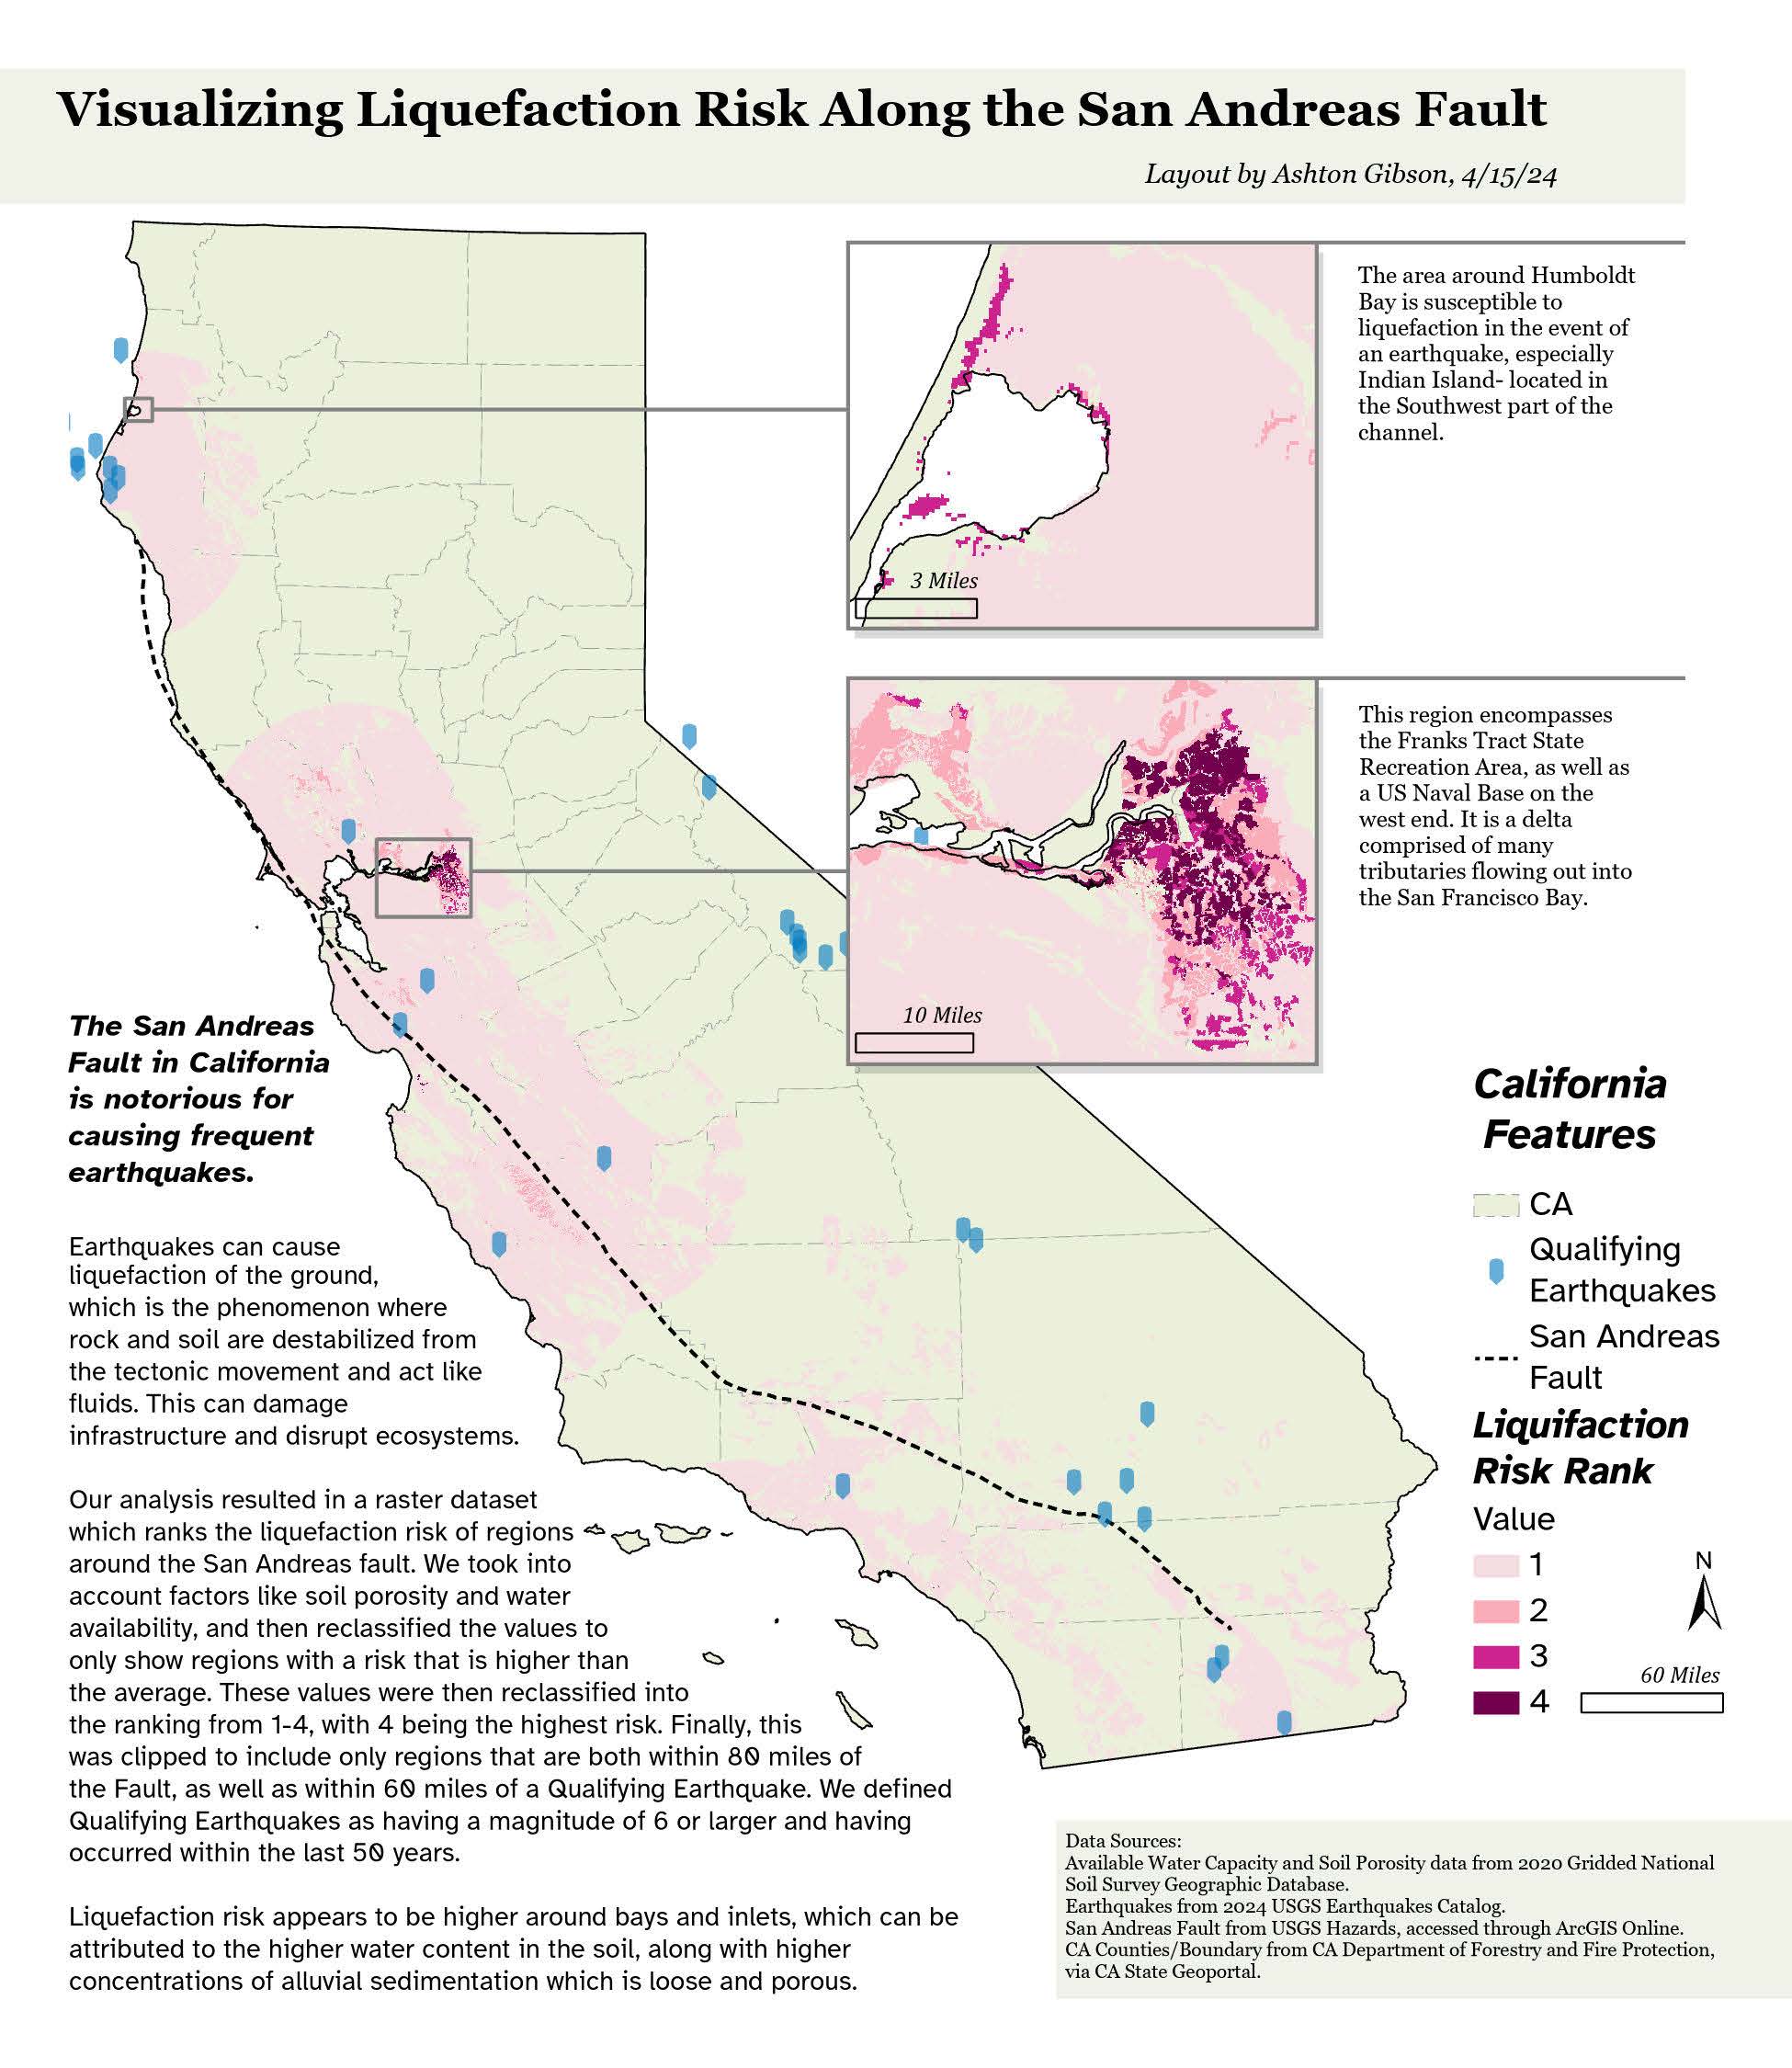 Visualizing Liquefaction Risk Along the San Andreas Fault
Layout by Ashton Gibson, 4/15/24
The area around Humboldt
Bay is susceptible to
liquefaction in the event of
an earthquake, especially
Indian Island- located in
the Southwest part of the
channel.
3 Miles
This region encompasses
the Franks Tract State
Recreation Area, as well as
a US Naval Base on the
west end. It is a delta
comprised of many
tributaries flowing out into
the San Francisco Bay.
10 Miles
The San Andreas
Fault in California
is notorious for
causing frequent
earthquakes.
Earthquakes can cause
liquefaction of the ground,
which is the phenomenon where
rock and soil are destabilized from
the tectonic movement and act like
fluids. This can damage
infrastructure and disrupt ecosystems.
Our analysis resulted in a raster dataset
which ranks the liquefaction risk of regions
around the San Andreas fault. We took into
account factors like soil porosity and water
availability, and then reclassified the values to
only show regions with a risk that is higher than
the average. These values were then reclassified into
the ranking from 1-4, with 4 being the highest risk. Finally, this
was clipped to include only regions that are both within 80 miles of
the Fault, as well as within 60 miles of a Qualifying Earthquake. We defined
Qualifying Earthquakes as having a magnitude of 6 or larger and having
occurred within the last 50 years.
Liquefaction risk appears to be higher around bays and inlets, which can be
attributed to the higher water content in the soil, along with higher
concentrations of alluvial sedimentation which is loose and porous.
California
Features
CA
Qualifying
Earthquakes
San Andreas
Fault
Liquifaction
Risk Rank
Value
1
2
3
4
N
60 Miles
Data Sources:
Available Water Capacity and Soil Porosity data from 2020 Gridded National
Soil Survey Geographic Database.
Earthquakes from 2024 USGS Earthquakes Catalog.
San Andreas Fault from USGS Hazards, accessed through ArcGIS Online.
CA Counties/Boundary from CA Department of Forestry and Fire Protection,
via CA State Geoportal.